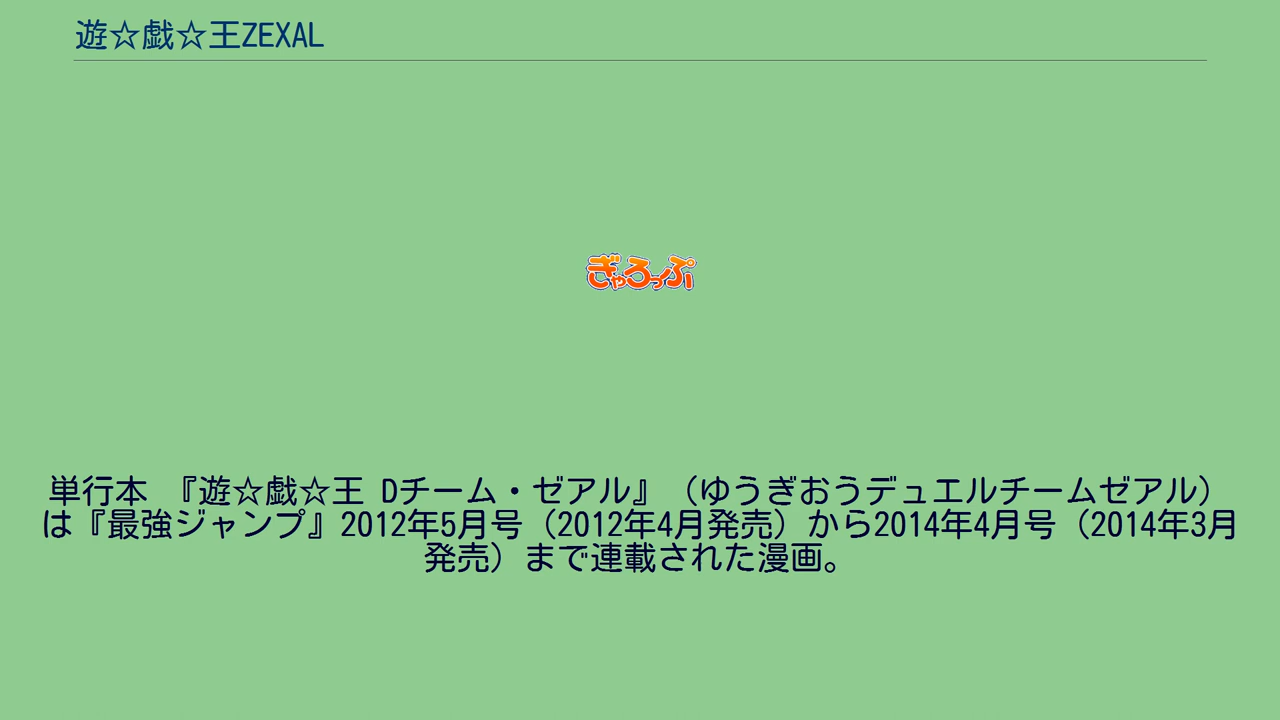 遊☆戯☆王ZEXAL
ぎゃろっぷ
単行本 『遊☆戯☆王 Dチーム・ゼアル』（ゆうぎおうデュエルチームゼアル）
は『最強ジャンプ』2012年5月号（2012年4月発売）から2014年4月号（2014年3月
発売）まで連載された漫画。